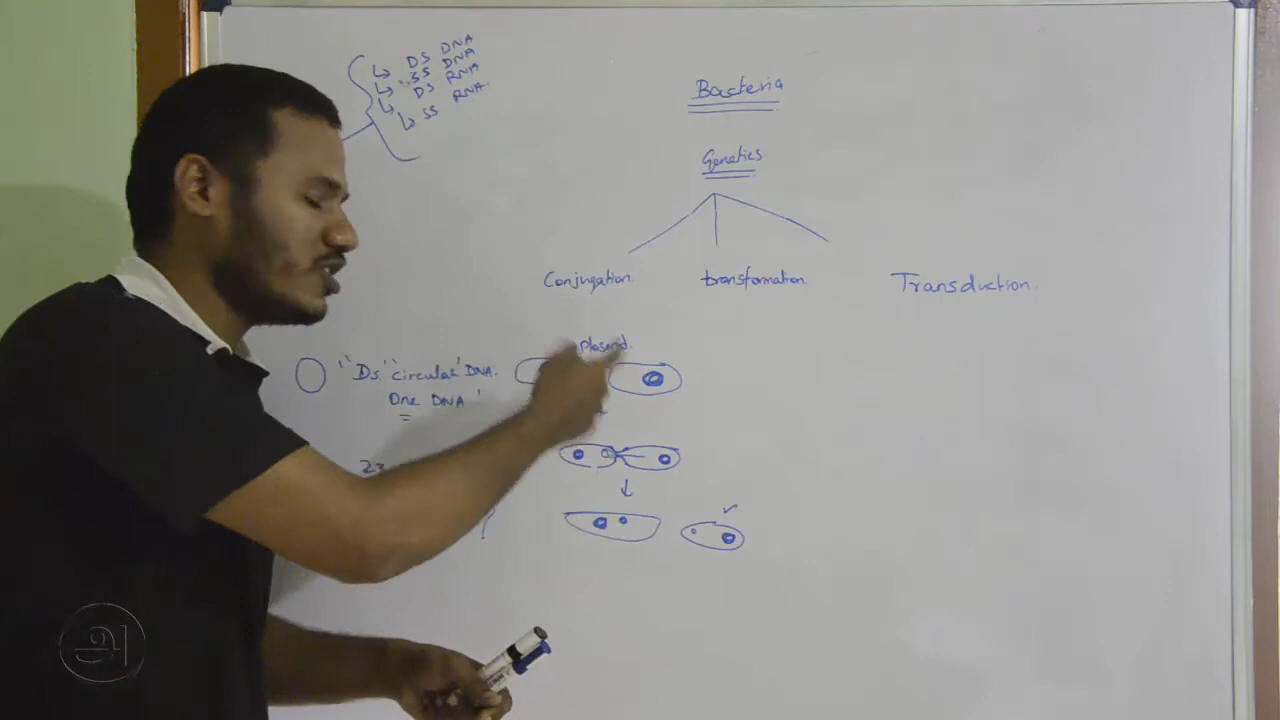 DS DNA
SS DNA
DS RNA
SS RNA
Bacteria
Genetics
Conjugation
transformation
Transduction.
plasmid.
"Ds" "circular" DNA.
One DNA'
23
அ